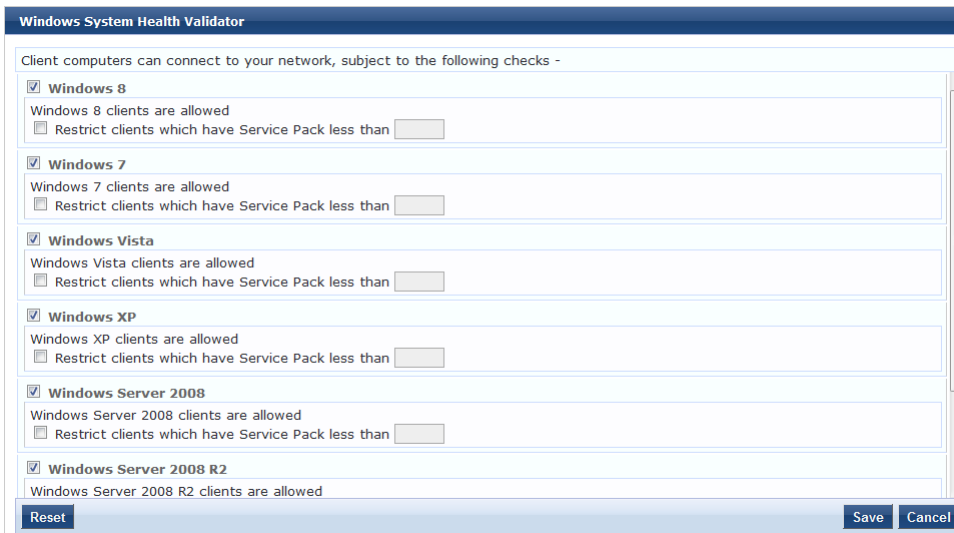 Windows System Health Validator
Client computers can connect to your network, subject to the following checks -
Windows 8
Windows 8 clients are allowed
Restrict clients which have Service Pack less than
Windows 7
Windows 7 clients are allowed
Restrict clients which have Service Pack less than
Windows Vista
Windows Vista clients are allowed
Restrict clients which have Service Pack less than
Windows XP
Windows XP clients are allowed
Restrict clients which have Service Pack less than
Windows Server 2008
Windows Server 2008 clients are allowed
Restrict clients which have Service Pack less than
Windows Server 2008 R2
Windows Server 2008 R2 clients are allowed
Reset Save Cancel